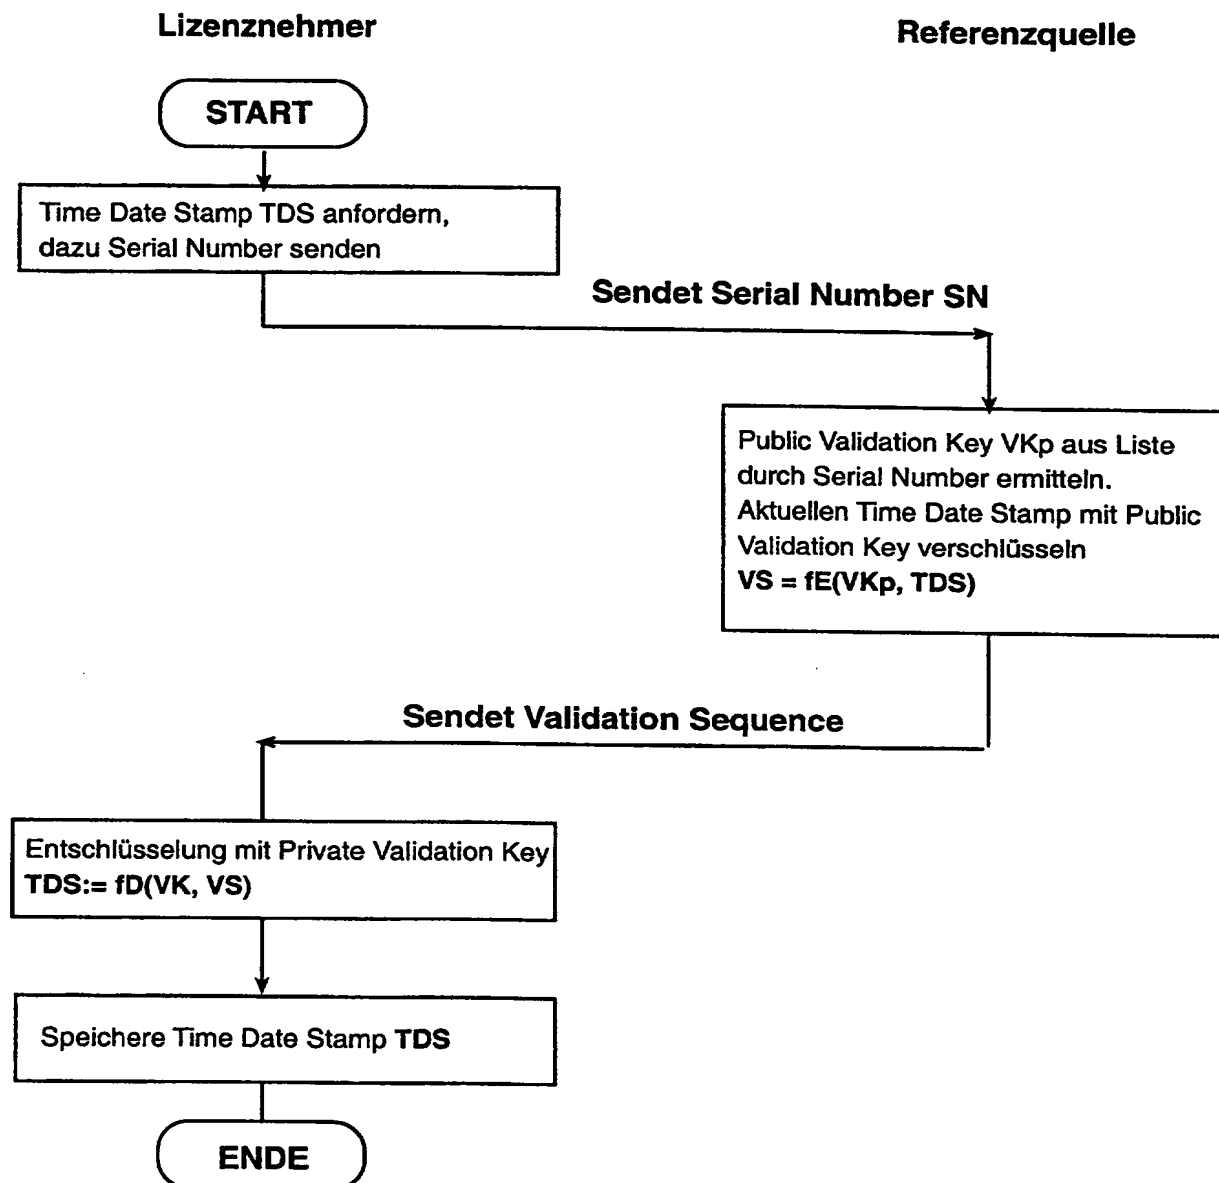 Lizenznehmer
Referenzquelle
START
Time Date Stamp TDS anfordern,
dazu Serial Number senden
Sendet Serial Number SN
Public Validation Key VKp aus Liste
durch Serial Number ermitteln.
Aktuellen Time Date Stamp mit Public
Validation Key verschlüsseln
VS = fE(VKp, TDS)
Sendet Validation Sequence
Entschlüsselung mit Private Validation Key
TDS:= fD(VK, VS)
Speichere Time Date Stamp TDS
ENDE